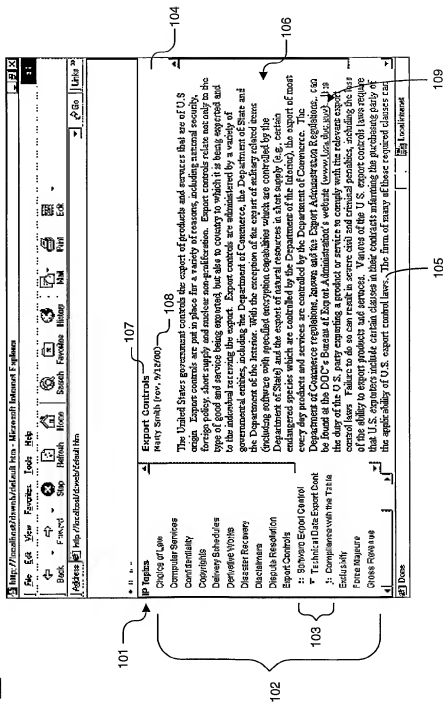 http://localhost/dsweb/default.htm - Microsoft Internet Explorer
File Edit View Favorites Tools Help
Back Forward Stop Refresh Home Search Favorites History Mail Print Edit
Address http://localhost/dsweb/default.htm Go Links »
101
IP Topics
Choice of Law
Computer Services
Confidentiality
Copyrights
Delivery Schedules
Derivative Works
Disaster Recovery
Disclaimers
Dispute Resolution
Export Controls
Software Export Control
Technical Data Export Cont
Compliance with the Table
Exclusivity
Force Majeure
Gross Revenue
102
103
107
Export Controls
Marty Smith (rev. 7/12/00)
108
104
The United States government controls the export of products and services that are of U.S
origin. Export controls are put in place for a variety of reasons, including national security,
foreign policy, short supply and nuclear non-proliferation. Export controls relate not only to the
type of good and service being exported, but also to country to which it is being exported and
to the individual receiving the export. Export controls are administered by a variety of
governmental entities, including the Department of Commerce, the Department of State and
the Department of the Interior. With the exception of the export of military related items
(including software with specified encryption capabilities which are controlled by the
Department of State) and the export of natural resources in short supply (e.g. certain
endangered species which are controlled by the Department of the Interior), the export of most
every day products and services are controlled by the Department of Commerce. The
Department of Commerce regulations, known as the Export Administration Regulations, can
be found at the DOC's Bureau of Export Administration's website (www.bxa.doc.gov). It is
the duty of the U.S. party exporting a product or service to comply with the relevant export
control laws. Failure to do so can result in severe civil and criminal penalties, including the loss
of the ability to export products and services. Various of the U.S. export controls laws require
that U.S. exporters include certain clauses in their contracts informing the purchasing party of
the applicability of U.S. export control laws. The form of many of these required clauses can
106
109
105
Done
Local intranet